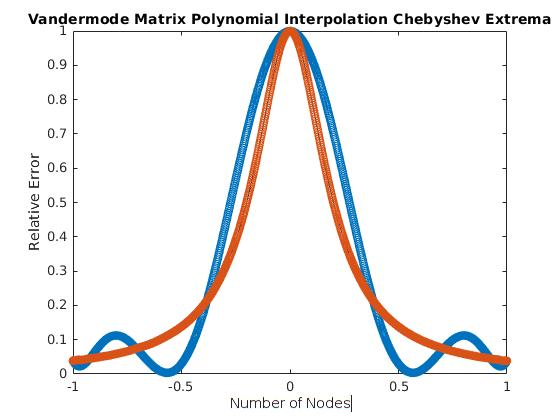 Vandermode Matrix Polynomial Interpolation Chebyshev Extrema
1
0.9
0.8
0.7
0.6
0.5
0.4
0.3
0.2
0.1
0
Relative Error
-1 -0.5 0 0.5 1
Number of Nodes